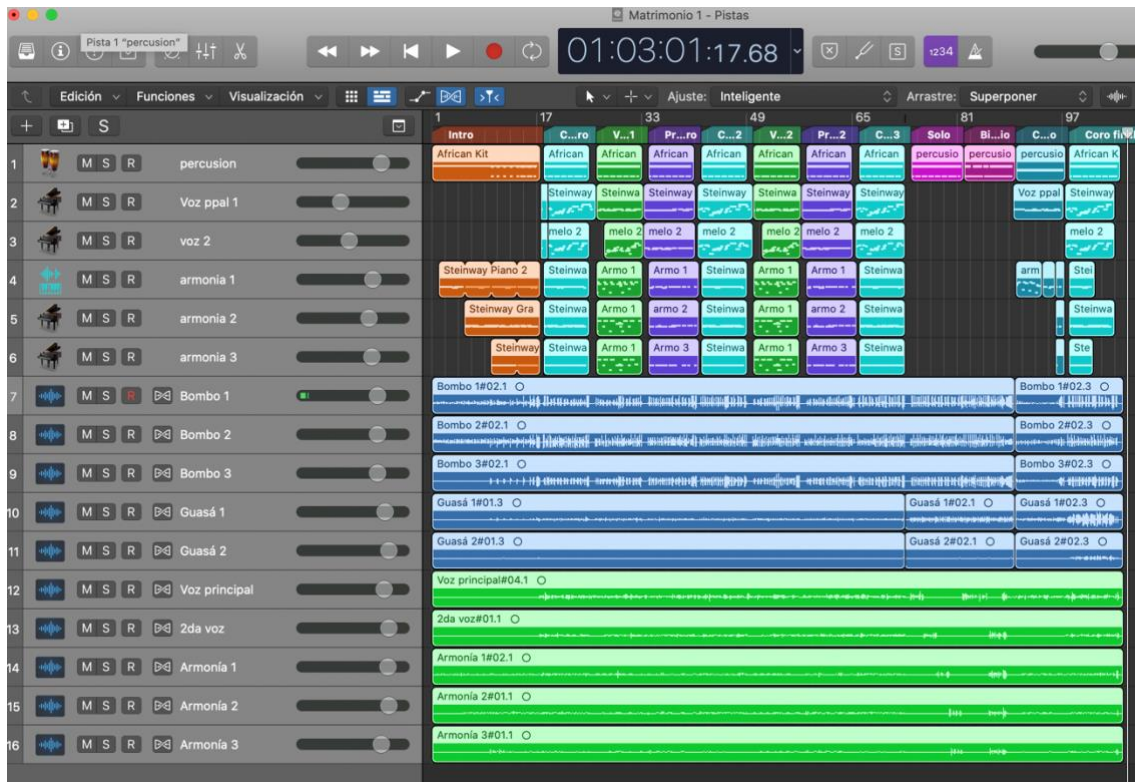 Matrimonio 1 - Pistas
Pista 1 "percusion"
01:03:01:17.68
S
1234
Edición Funciones Visualización Ajuste: Inteligente Arrastre: Superponer
S
1 17 33 49 65 81 97
Intro C...ro V...1 Pr...ro C...2 V...2 Pr...2 C...3 Solo Bi...io C...o Coro fin
1 M S R percusion African Kit African African African African African African African percusio percusio percusio African K
2 M S R Voz ppal 1 Steinway Steinwa Steinway Steinway Steinwa Steinway Steinway Voz ppal Steinway
3 M S R voz 2 melo 2 melo 2 melo 2 melo 2 melo 2 melo 2 melo 2 melo 2
4 M S R armonia 1 Steinway Piano 2 Steinwa Armo 1 Armo 1 Steinwa Armo 1 Armo 1 Steinwa arm Stei
5 M S R armonia 2 Steinway Gra Steinwa Armo 1 armo 2 Steinwa Armo 1 armo 2 Steinwa Steinwa
6 M S R armonia 3 Steinway Steinwa Armo 1 Armo 3 Steinwa Armo 1 Armo 3 Steinwa Ste
7 M S R Bombo 1 Bombo 1#02.1 Bombo 1#02.3
8 M S R Bombo 2 Bombo 2#02.1 Bombo 2#02.3
9 M S R Bombo 3 Bombo 3#02.1 Bombo 3#02.3
10 M S R Guasá 1 Guasá 1#01.3 Guasá 1#02.1 Guasá 1#02.3
11 M S R Guasá 2 Guasá 2#01.3 Guasá 2#02.1 Guasá 2#02.3
12 M S R Voz principal Voz principal#04.1
13 M S R 2da voz 2da voz#01.1
14 M S R Armonía 1 Armonía 1#02.1
15 M S R Armonía 2 Armonía 2#01.1
16 M S R Armonía 3 Armonía 3#01.1